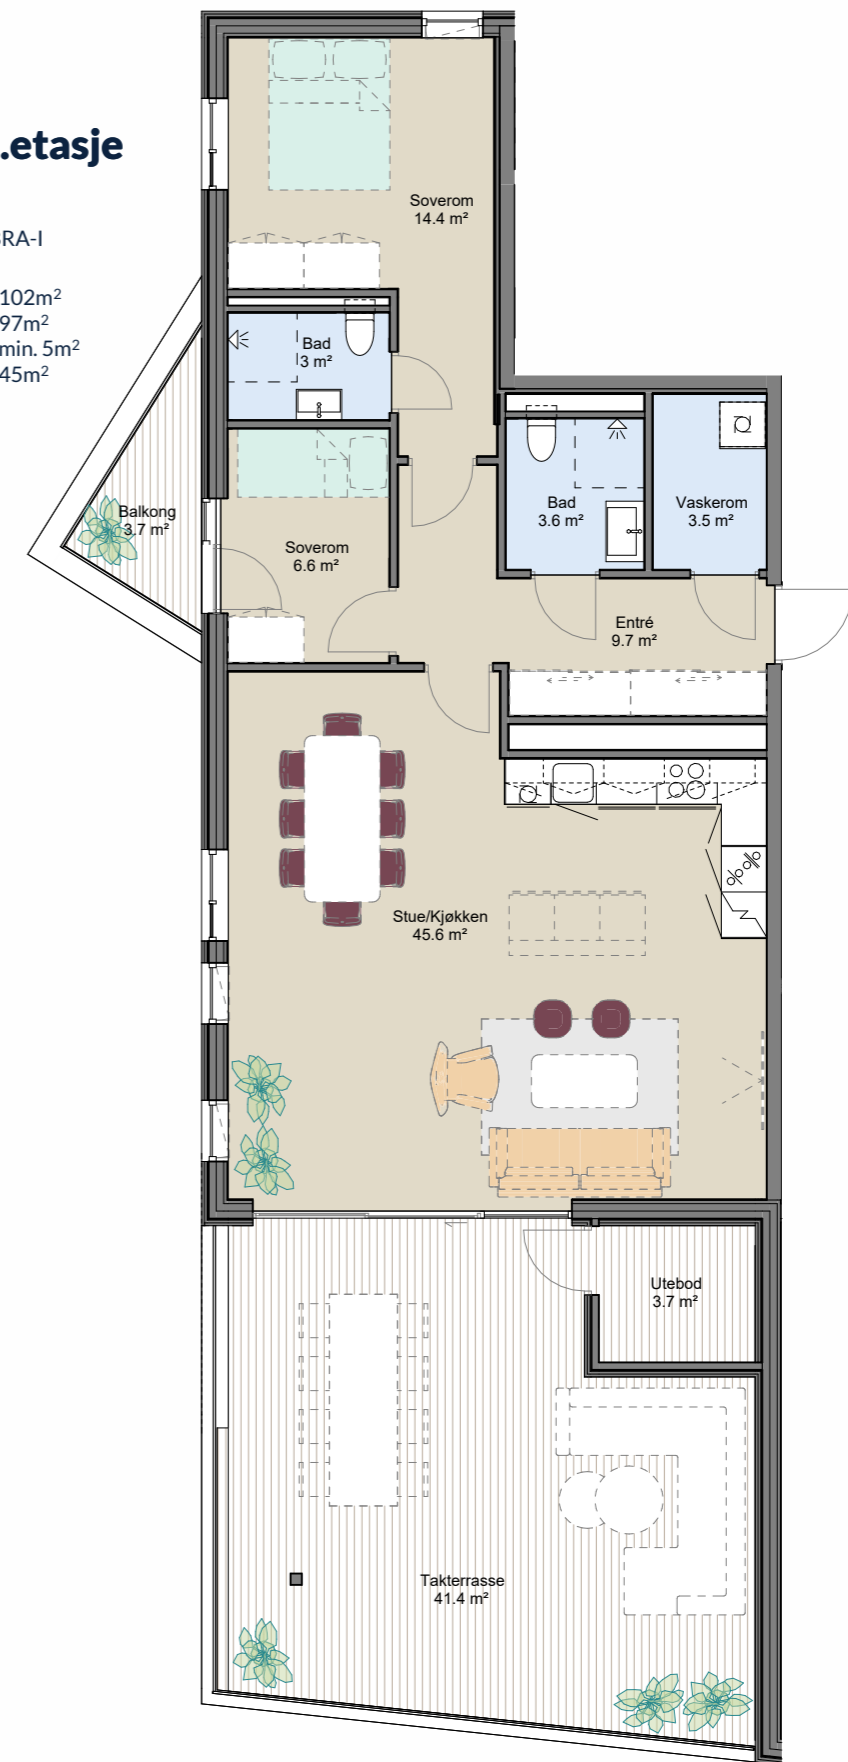 .etasje
BRA-I
102m²
97m²
min. 5m²
45m²
Soverom
14.4 m²
Bad
3 m²
Balkong
3.7 m²
Soverom
6.6 m²
Bad
3.6 m²
Vaskerom
3.5 m²
Entré
9.7 m²
Stue/Kjøkken
45.6 m²
Utebod
3.7 m²
Takterrasse
41.4 m²